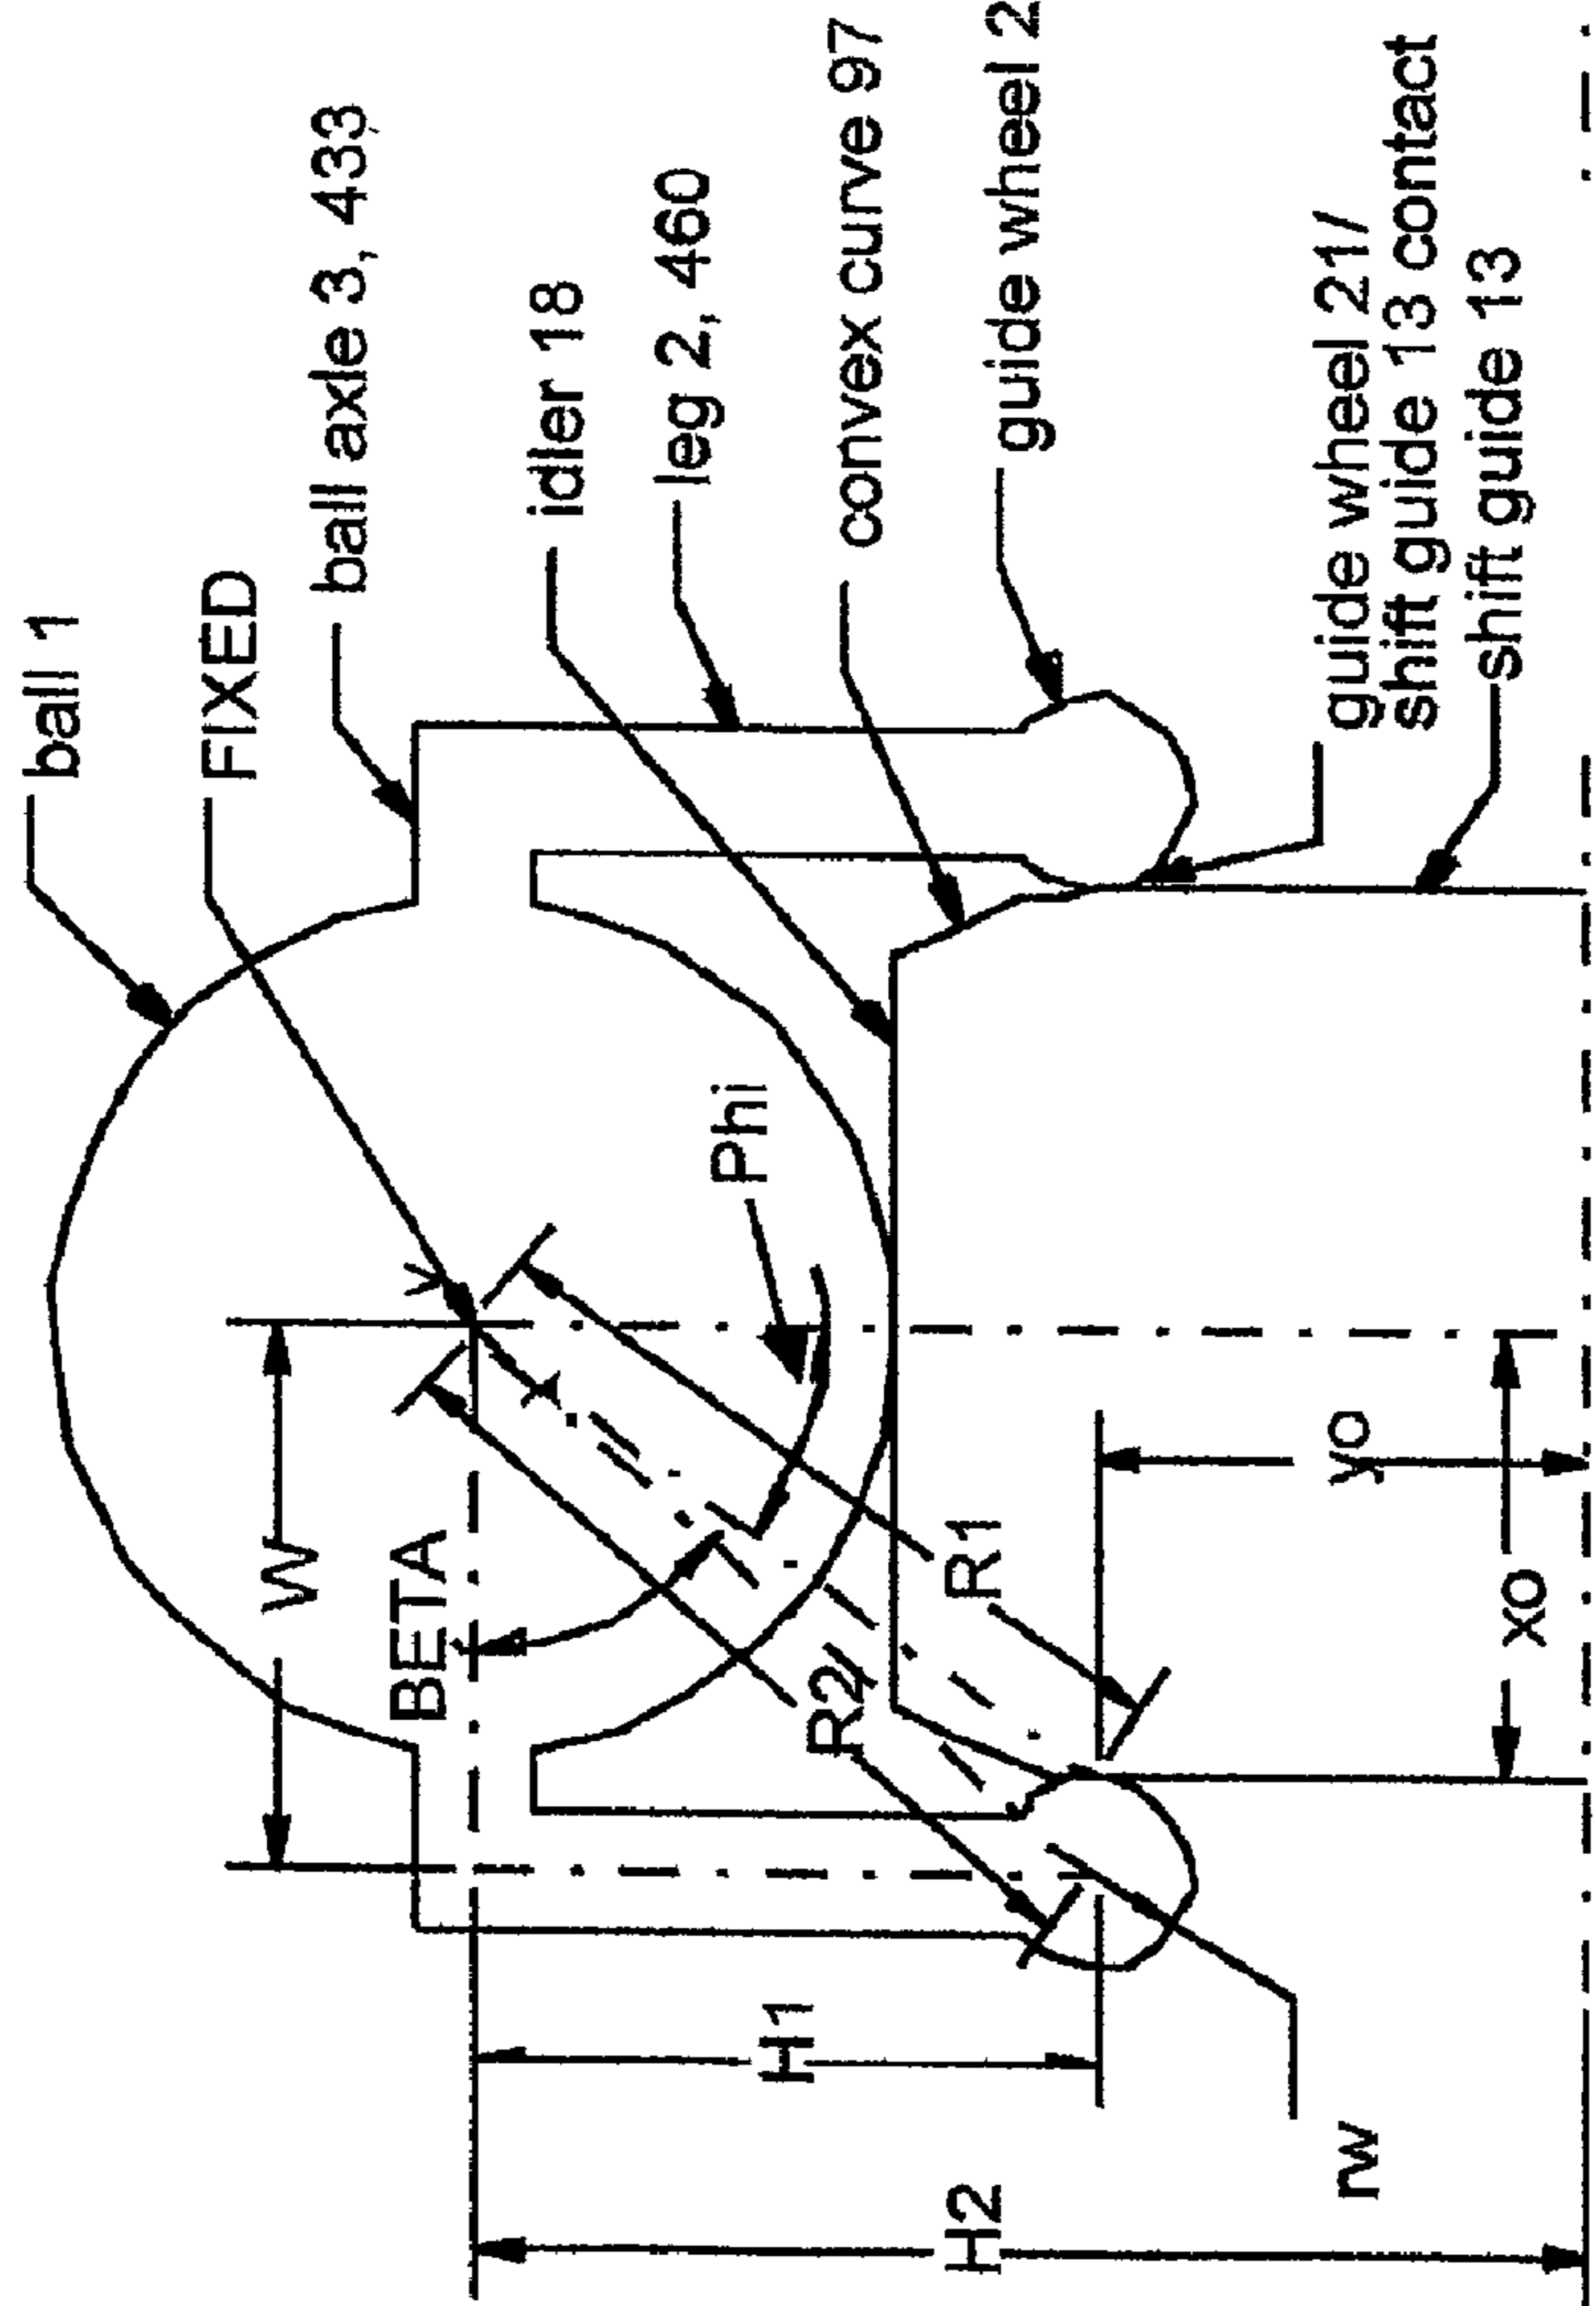 ball 1
FIXED
ball axle 3, 433,
idler 18
leg 2, 460
convex curve 97
guide wheel 2
guide wheel 21/
shift guide 13 contact
shift guide 13
Phi
y
x
W
BETA
R1
R2
yo
xo
H1
H2
rw